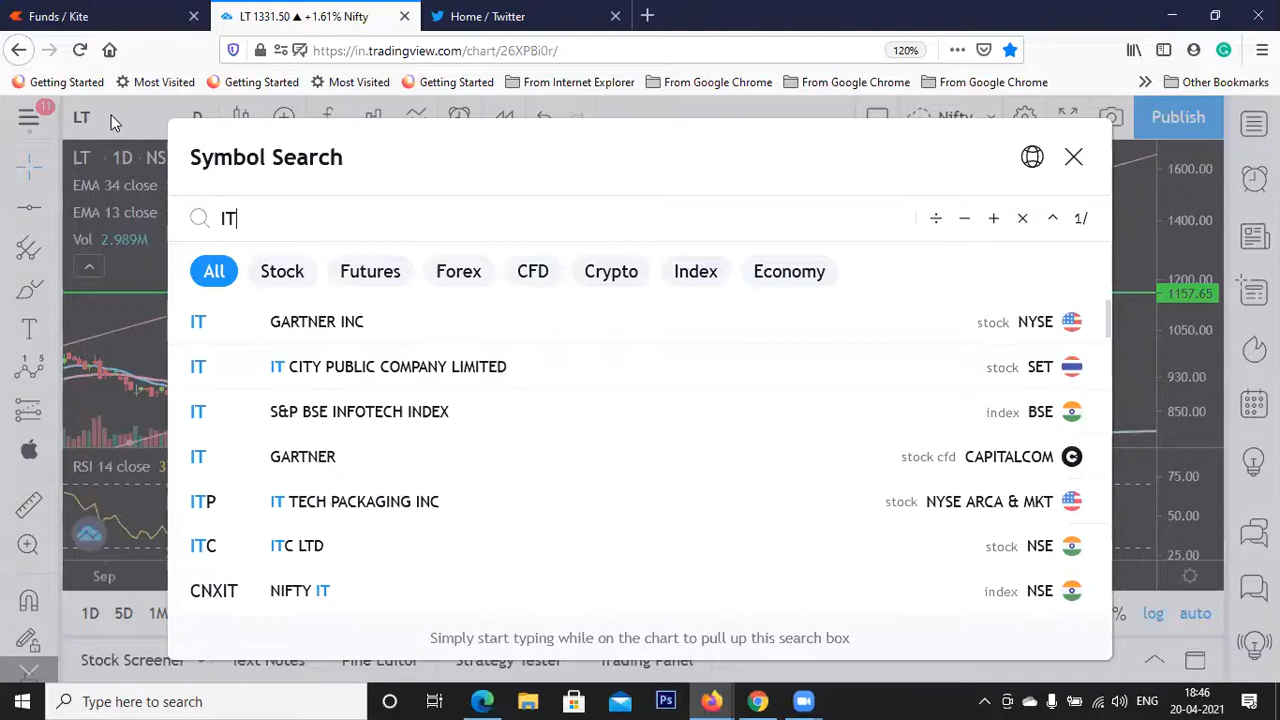 Funds / Kite
LT 1331.50 ▲ +1.61% Nifty
Home / Twitter
https://in.tradingview.com/chart/26XPBi0r/
120%
Getting Started
Most Visited
Getting Started
Most Visited
Getting Started
From Internet Explorer
From Google Chrome
From Google Chrome
From Google Chrome
Other Bookmarks
11
LT
D
Nifty
Publish
LT · 1D · NS
EMA 34 close
EMA 13 close
Vol 2.989M
Symbol Search
IT
1/
All
Stock
Futures
Forex
CFD
Crypto
Index
Economy
IT GARTNER INC stock NYSE
IT IT CITY PUBLIC COMPANY LIMITED stock SET
IT S&P BSE INFOTECH INDEX index BSE
IT GARTNER stock cfd CAPITALCOM
ITP IT TECH PACKAGING INC stock NYSE ARCA & MKT
ITC ITC LTD stock NSE
CNXIT NIFTY IT index NSE
Simply start typing while on the chart to pull up this search box
1600.00
1400.00
1200.00
1157.65
1050.00
930.00
850.00
75.00
50.00
25.00
RSI 14 close
Sep
1D 5D 1M
% log auto
Stock Screener
Text Notes
Pine Editor
Strategy Tester
Trading Panel
Type here to search
Ps
ENG
18:46
20-04-2021